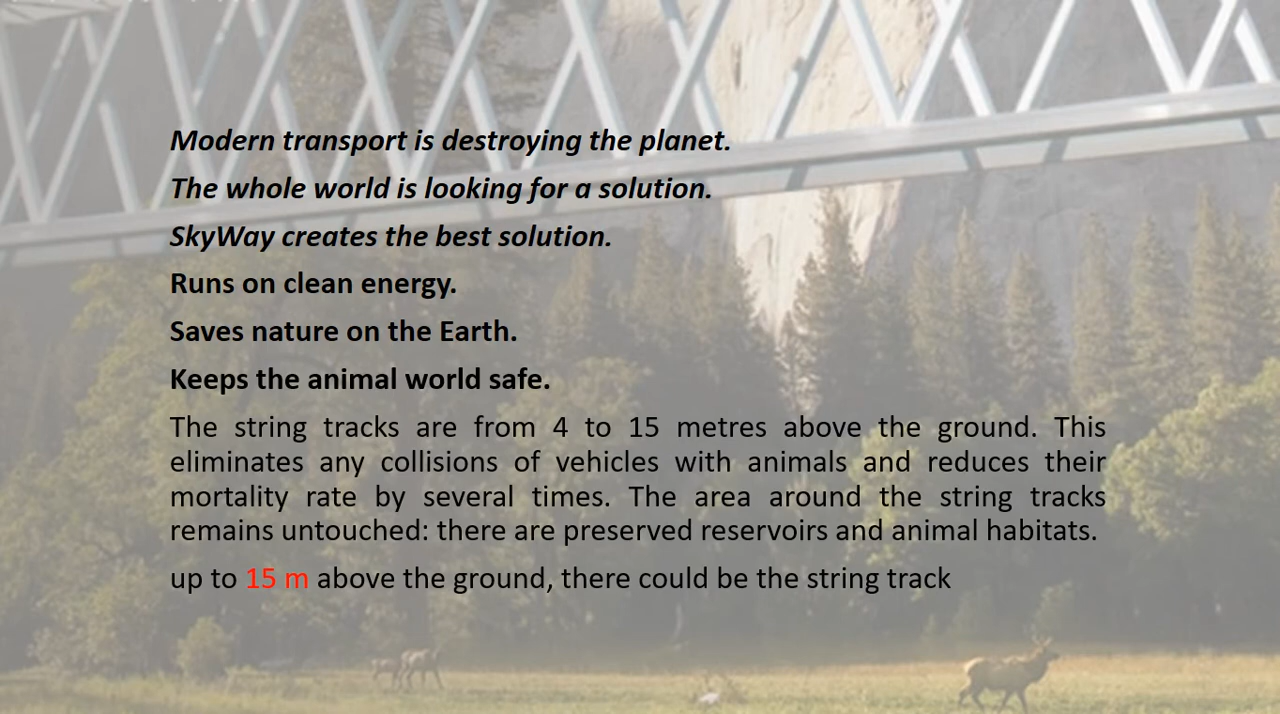 Modern transport is destroying the planet.
The whole world is looking for a solution.
SkyWay creates the best solution.
Runs on clean energy.
Saves nature on the Earth.
Keeps the animal world safe.
The string tracks are from 4 to 15 metres above the ground. This
eliminates any collisions of vehicles with animals and reduces their
mortality rate by several times. The area around the string tracks
remains untouched: there are preserved reservoirs and animal habitats.
up to 15 m above the ground, there could be the string track